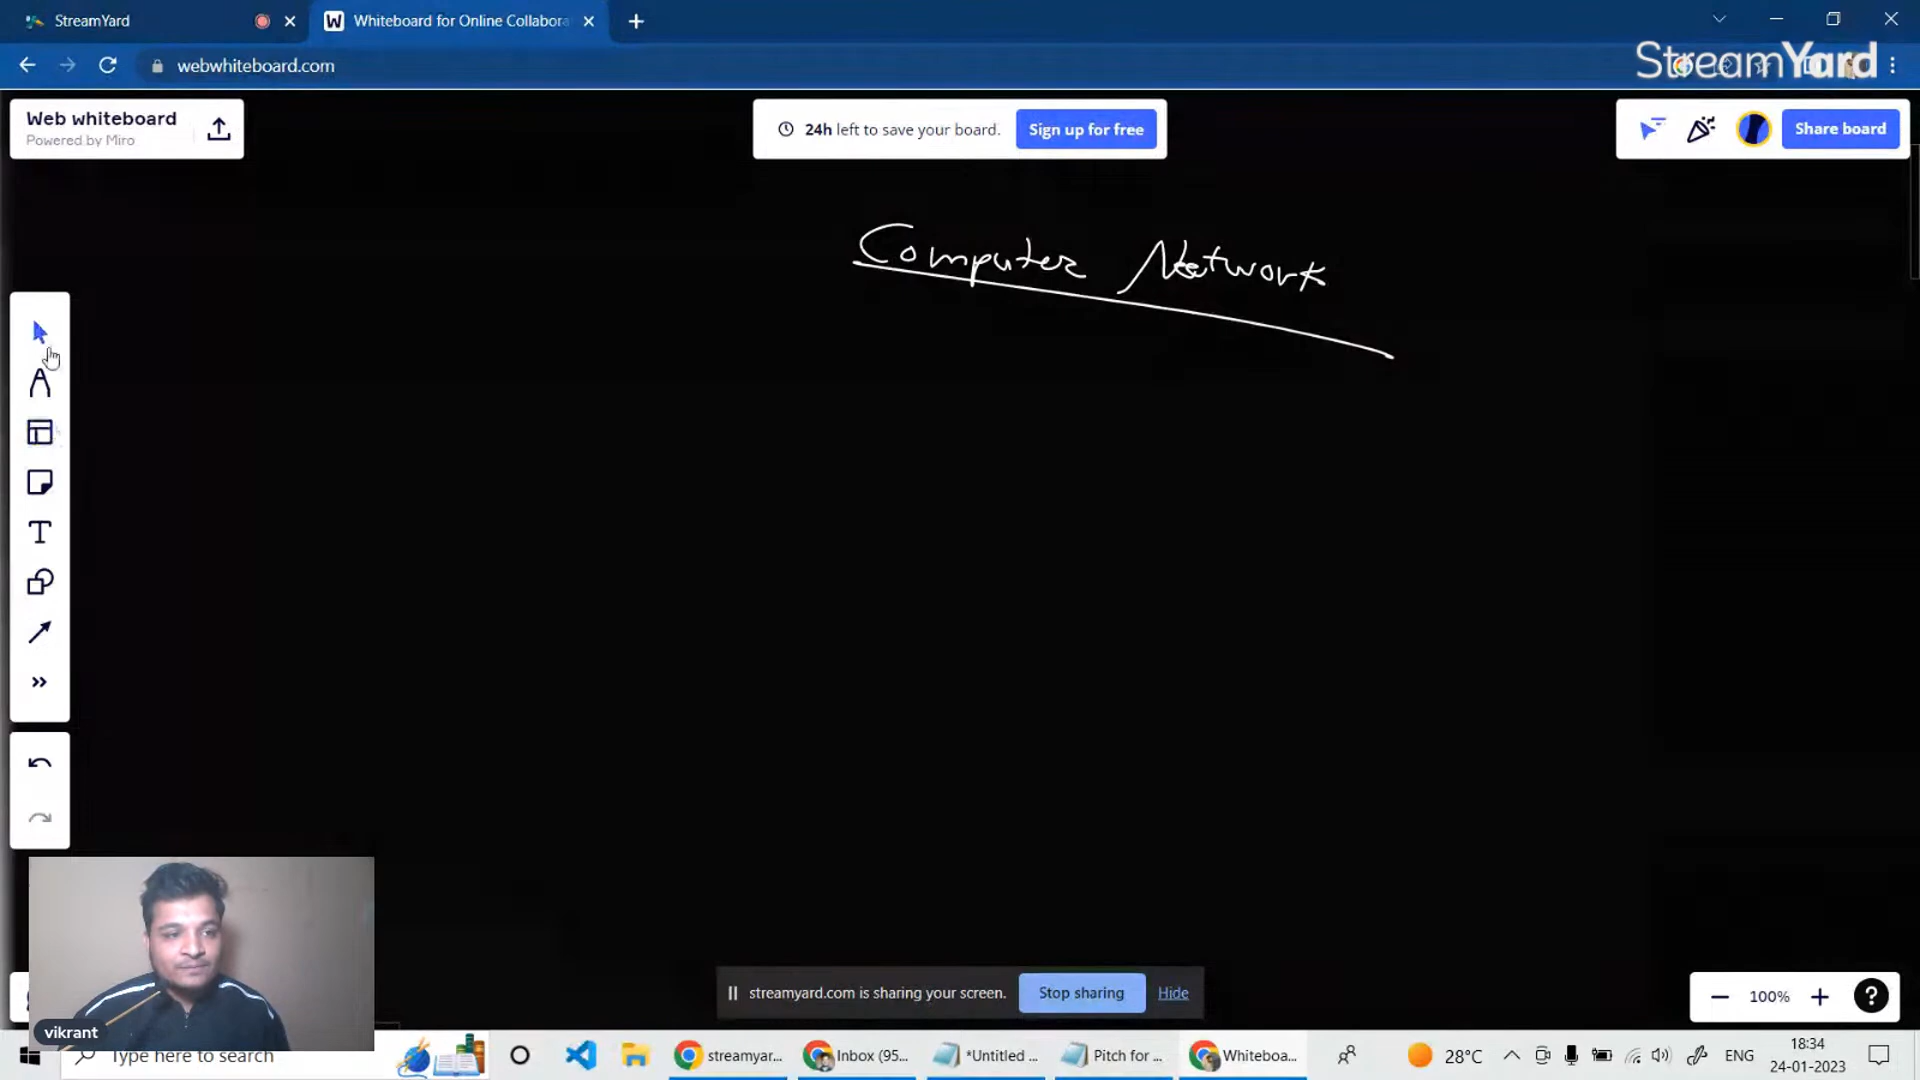 StreamYard
Whiteboard for Online Collabora
webwhiteboard.com
StreamYard
Web whiteboard
Powered by Miro
24h left to save your board.
Sign up for free
Share board
Computer Network
streamyard.com is sharing your screen.
Stop sharing
Hide
100%
vikrant
Type here to search
streamyar...
Inbox (95...
*Untitled ...
Pitch for ...
Whiteboa...
28°C
ENG
18:34
24-01-2023